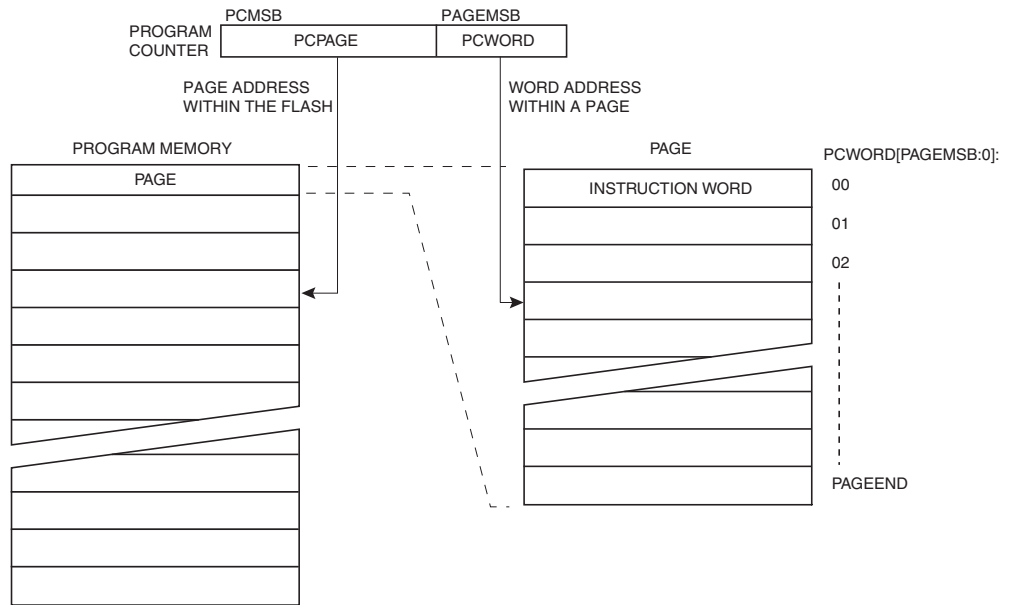 PCMSB
PAGEMSB
PROGRAM
COUNTER
PCPAGE
PCWORD
PAGE ADDRESS
WITHIN THE FLASH
WORD ADDRESS
WITHIN A PAGE
PROGRAM MEMORY
PAGE
PAGE
PCWORD[PAGEMSB:0]:
INSTRUCTION WORD
00
01
02
PAGEEND